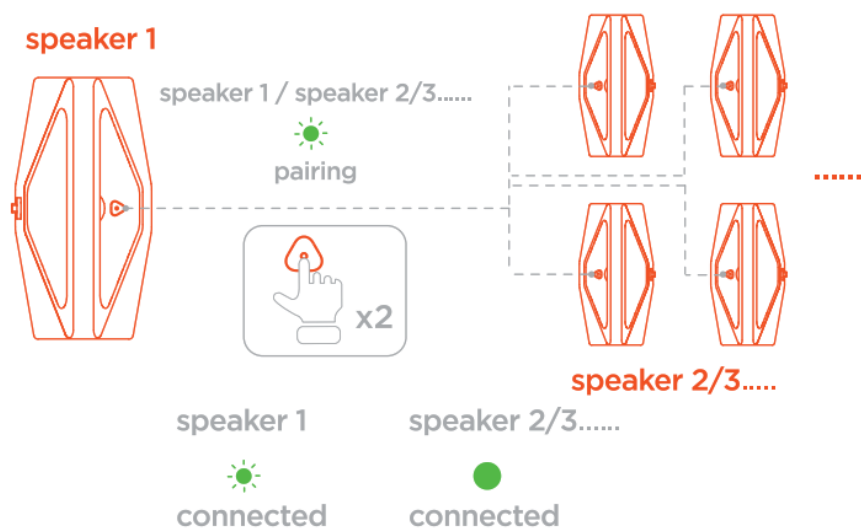 speaker 1
speaker 1 / speaker 2/3......
pairing
x2
speaker 2/3.....
speaker 1
speaker 2/3......
connected
connected